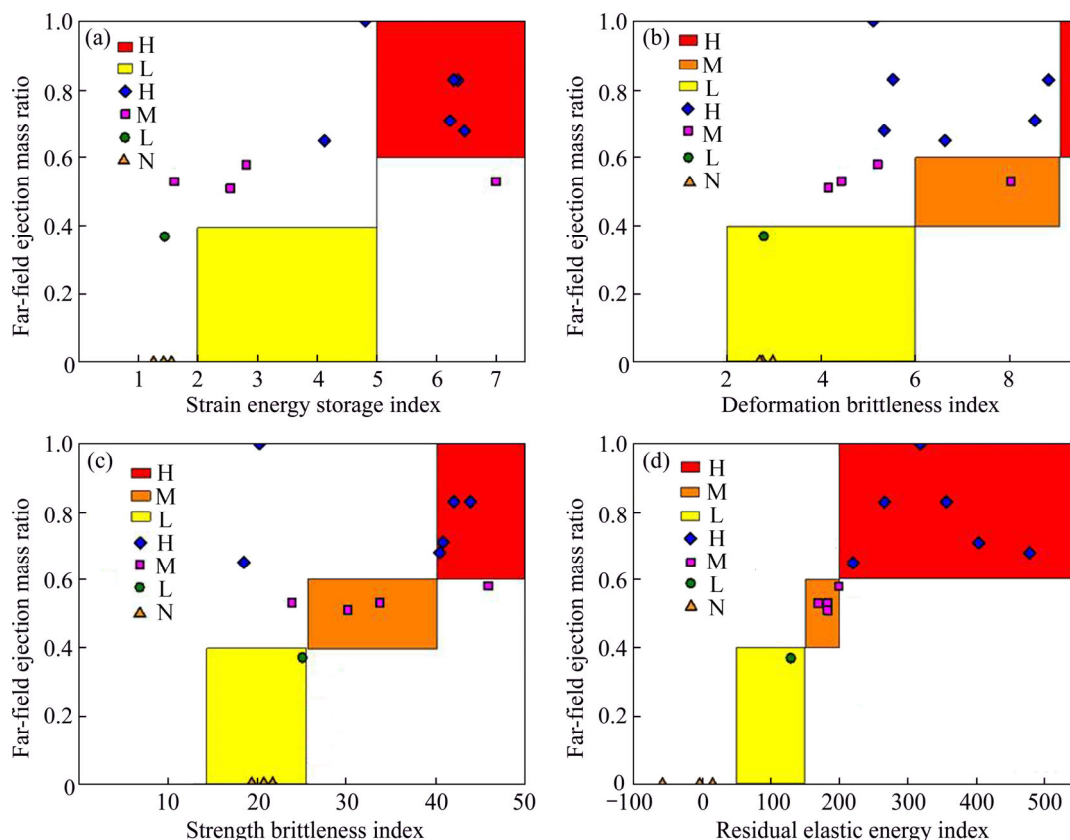 (a)
H
L
H
M
L
N
Far-field ejection mass ratio
1.0
0.8
0.6
0.4
0.2
0
1 2 3 4 5 6 7
Strain energy storage index
(b)
H
M
L
H
M
L
N
Far-field ejection mass ratio
1.0
0.8
0.6
0.4
0.2
0
2 4 6 8
Deformation brittleness index
(c)
H
M
L
H
M
L
N
Far-field ejection mass ratio
1.0
0.8
0.6
0.4
0.2
0
10 20 30 40 50
Strength brittleness index
(d)
H
M
L
H
M
L
N
Far-field ejection mass ratio
1.0
0.8
0.6
0.4
0.2
0
−100 0 100 200 300 400 500
Residual elastic energy index